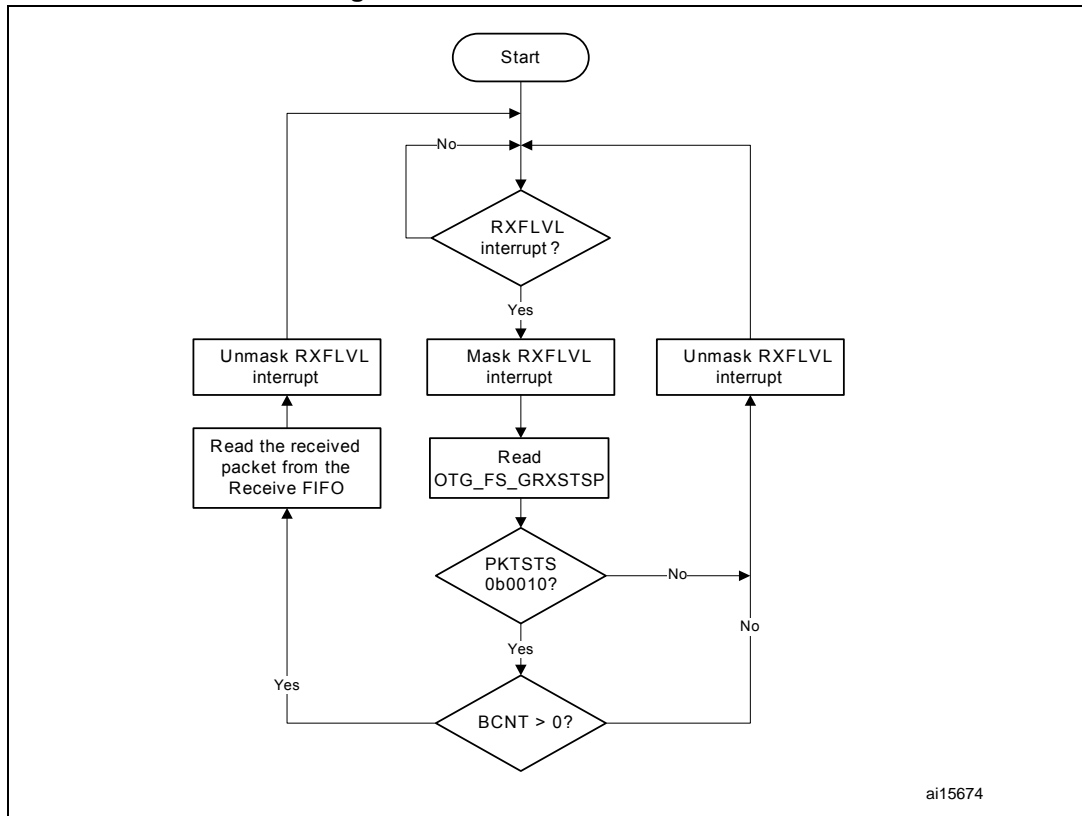 Start
No
RXFLVL
interrupt ?
Yes
Unmask RXFLVL
interrupt
Mask RXFLVL
interrupt
Unmask RXFLVL
interrupt
Read the received
packet from the
Receive FIFO
Read
OTG_FS_GRXSTSP
PKTSTS
0b0010?
No
No
Yes
Yes
BCNT > 0?
ai15674